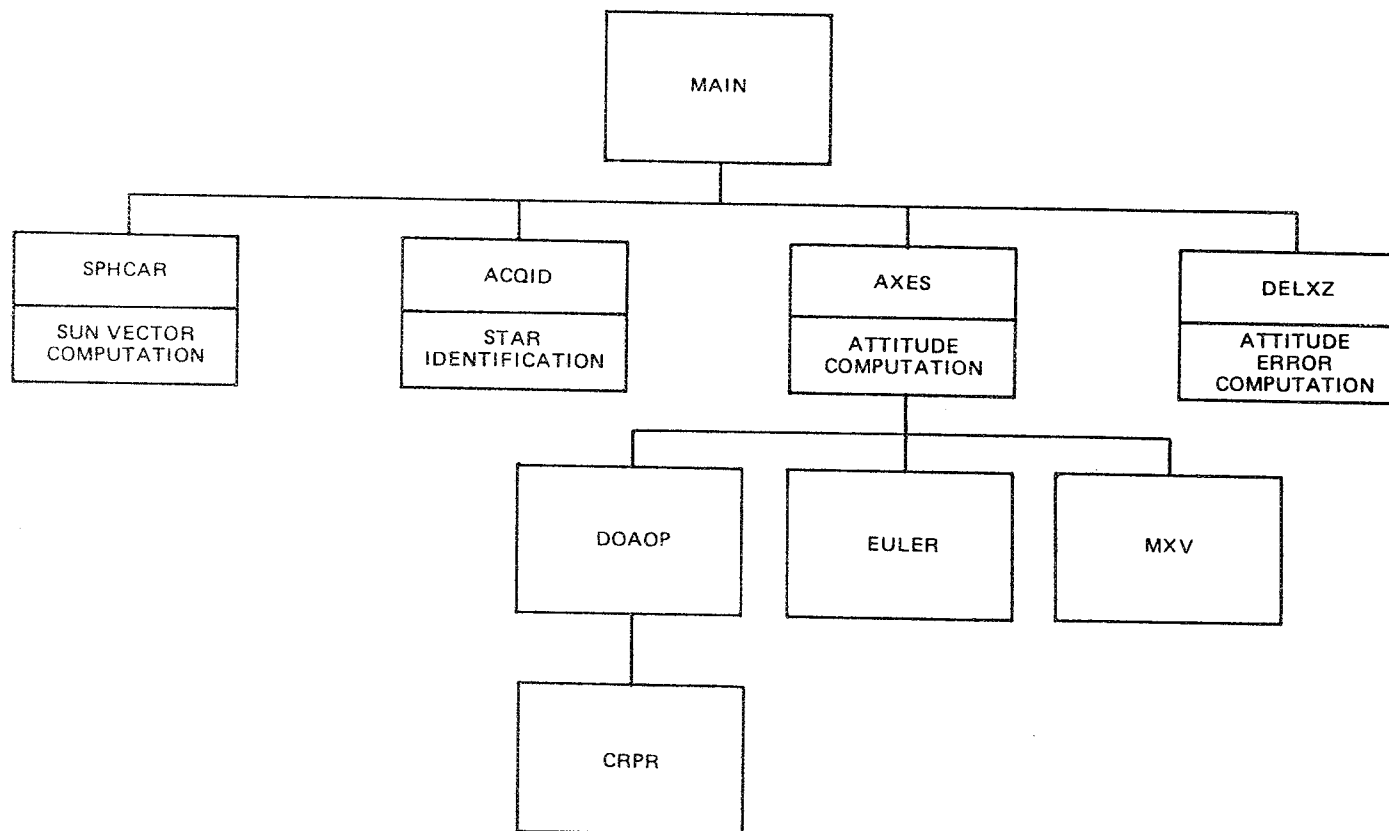 MAIN
SPHCAR
SUN VECTOR
COMPUTATION
ACQID
STAR
IDENTIFICATION
AXES
ATTITUDE
COMPUTATION
DELXZ
ATTITUDE
ERROR
COMPUTATION
DOAOP
EULER
MXV
CRPR